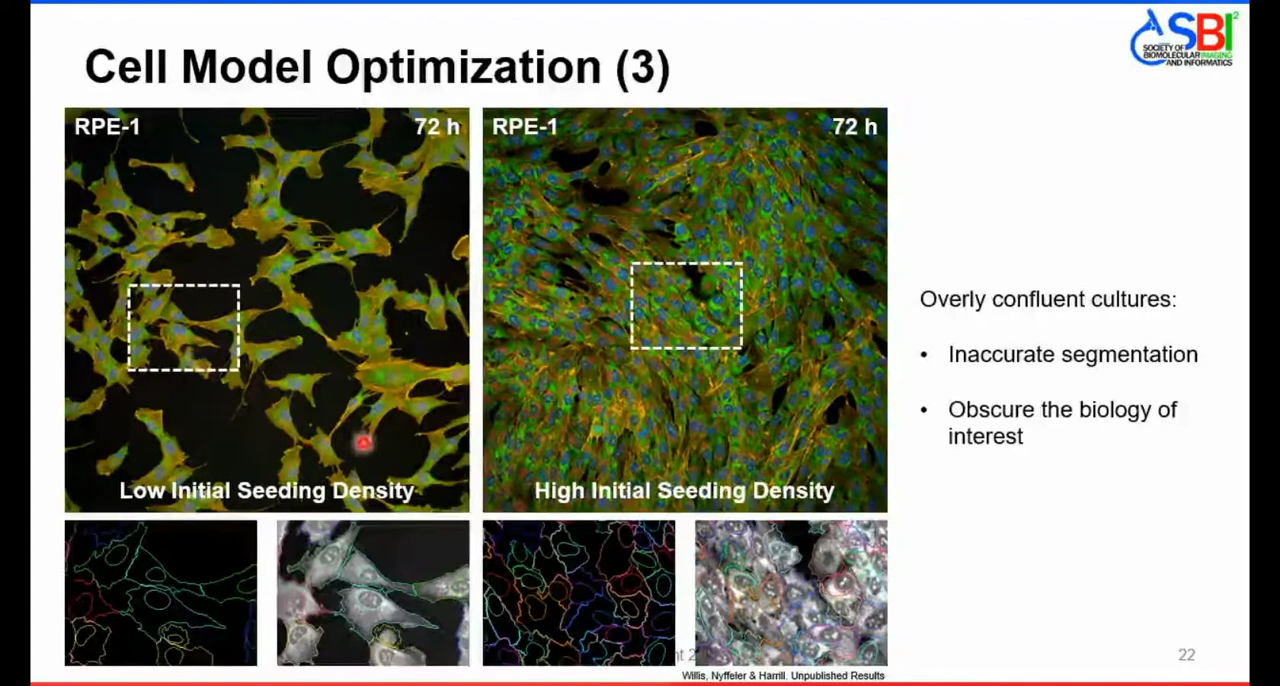 SBI²
SOCIETY OF
BIOMOLECULAR IMAGING
AND INFORMATICS
Cell Model Optimization (3)
RPE-1
72 h
RPE-1
72 h
Low Initial Seeding Density
High Initial Seeding Density
Overly confluent cultures:
• Inaccurate segmentation
• Obscure the biology of
interest
22
Willis, Nyffeler & Harrill. Unpublished Results